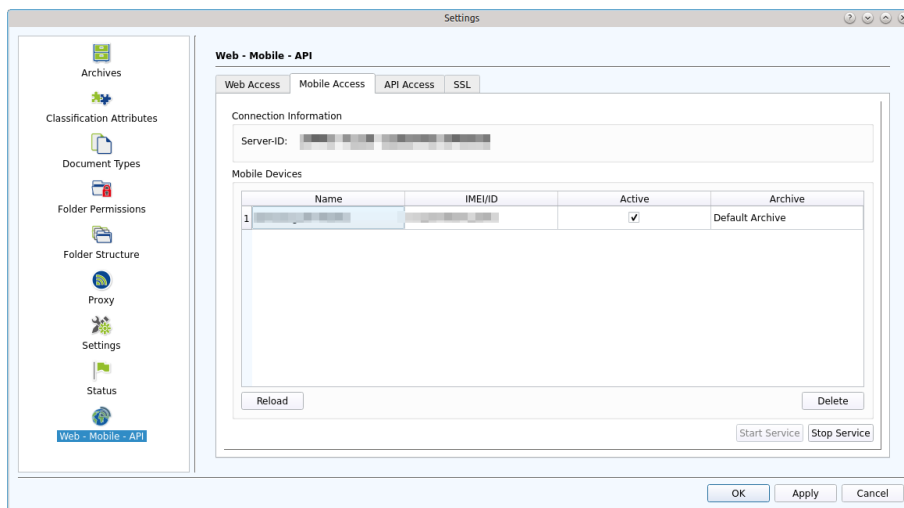 Settings
Archives
Classification Attributes
Document Types
Folder Permissions
Folder Structure
Proxy
Settings
Status
Web - Mobile - API
Web - Mobile - API
Web Access Mobile Access API Access SSL
Connection Information
Server-ID:
Mobile Devices
Name IMEI/ID Active Archive
1 Default Archive
Reload Delete
Start Service Stop Service
OK Apply Cancel